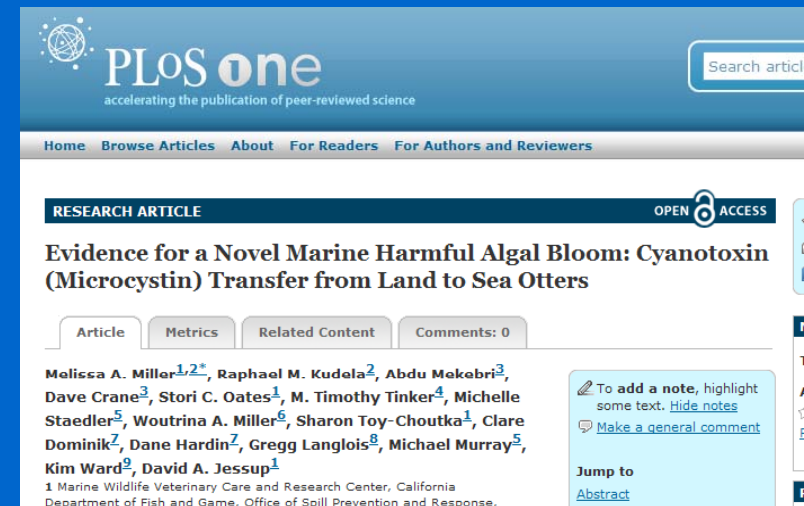 PLoS one
accelerating the publication of peer-reviewed science
Search articl
Home Browse Articles About For Readers For Authors and Reviewers
RESEARCH ARTICLE
OPEN ACCESS
Evidence for a Novel Marine Harmful Algal Bloom: Cyanotoxin
(Microcystin) Transfer from Land to Sea Otters
Article Metrics Related Content Comments: 0
Melissa A. Miller1,2*, Raphael M. Kudela2, Abdu Mekebri3,
Dave Crane3, Stori C. Oates1, M. Timothy Tinker4, Michelle
Staedler5, Woutrina A. Miller6, Sharon Toy-Choutka1, Clare
Dominik7, Dane Hardin7, Gregg Langlois8, Michael Murray5,
Kim Ward9, David A. Jessup1
1 Marine Wildlife Veterinary Care and Research Center, California
Department of Fish and Game, Office of Spill Prevention and Response,
To add a note, highlight
some text. Hide notes
Make a general comment
Jump to
Abstract